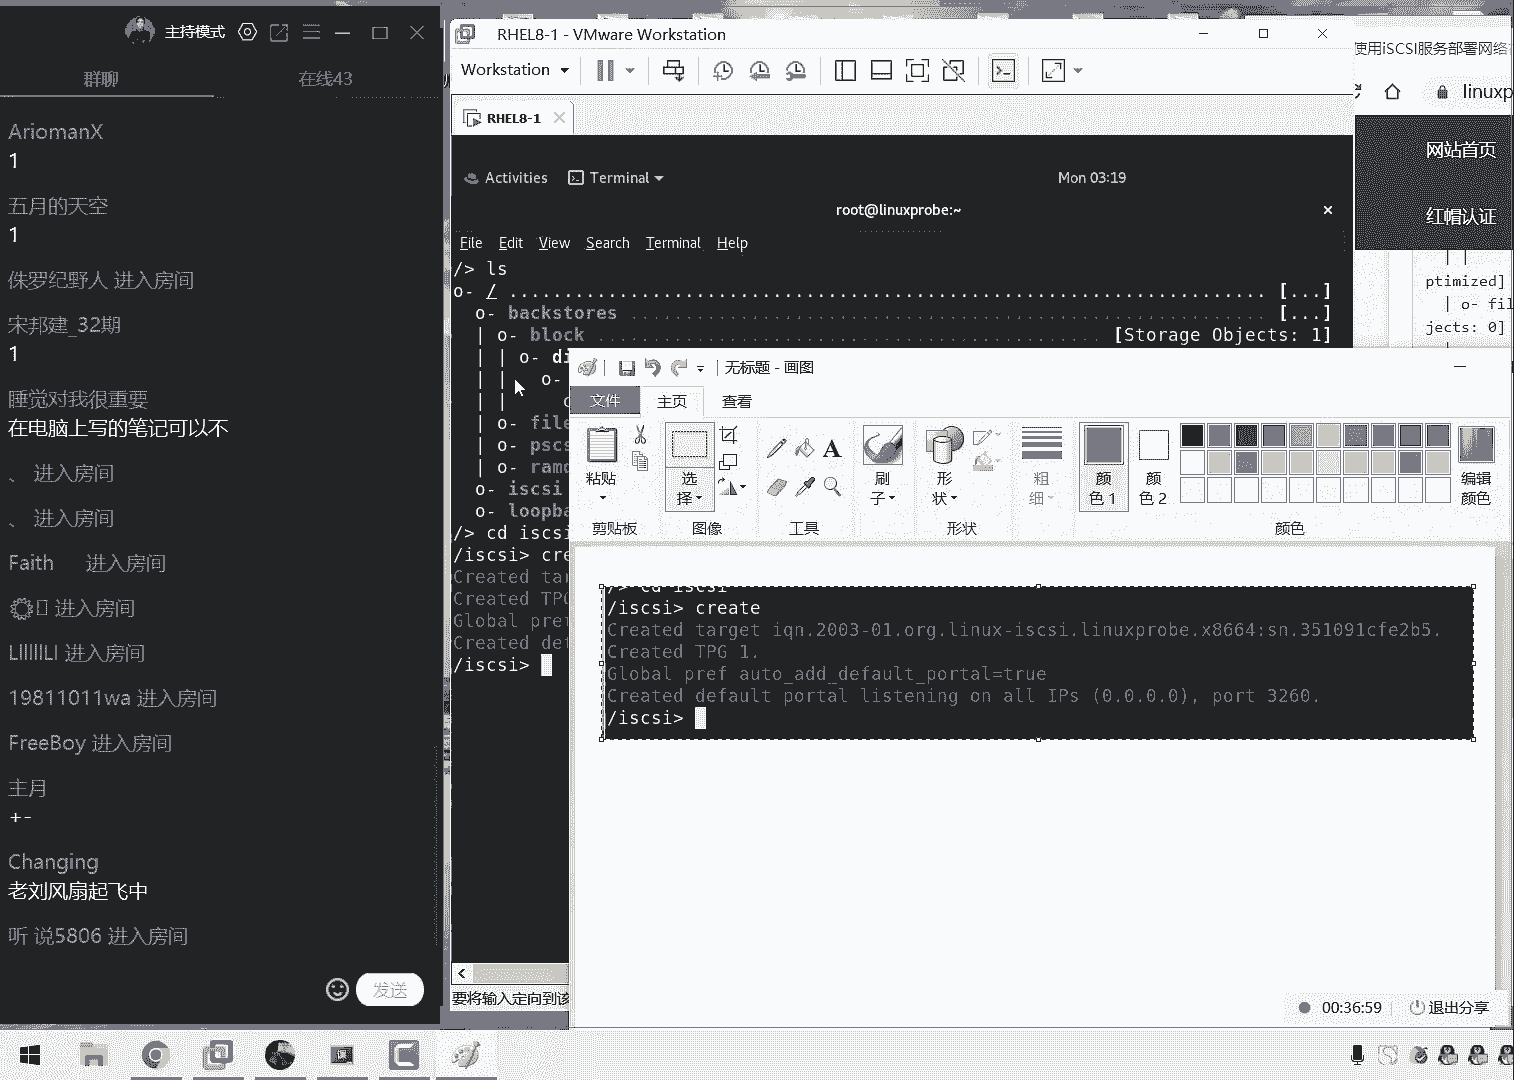 主持模式
群聊
在线43
AriomanX
1
五月的天空
1
侏罗纪野人 进入房间
宋邦建_32期
1
睡觉对我很重要
在电脑上写的笔记可以不
、 进入房间
、 进入房间
Faith 进入房间
进入房间
19811011wa 进入房间
FreeBoy 进入房间
主月
+-
Changing
老刘风扇起飞中
听 说5806 进入房间
发送
RHEL8-1 - VMware Workstation
Workstation
RHEL8-1
Activities
Terminal
Mon 03:19
root@linuxprobe:~
File Edit View Search Terminal Help
/> ls
o- / ...................................................................... [...]
o- backstores ........................................................... [...]
| o- block ............................................... [Storage Objects: 1]
| | o- di
| | o-
| | o
| o- file
| o- pscs
| o- ramd
o- iscsi
o- loopba
/> cd iscsi
/iscsi> cre
Created tar
Created TPG
Global pref
Created def
/iscsi>
要将输入定向到该
使用iSCSI服务部署网络
linuxp
网站首页
红帽认证
| |
ptimized]
| o- fil
jects: 0]
无标题 - 画图
文件
主页
查看
粘贴
剪贴板
选择
图像
工具
刷子
形状
形状
粗细
颜色 1
颜色 2
编辑颜色
颜色
/> cd iscsi
/iscsi> create
Created target iqn.2003-01.org.linux-iscsi.linuxprobe.x8664:sn.351091cfe2b5.
Created TPG 1.
Global pref auto_add_default_portal=true
Created default portal listening on all IPs (0.0.0.0), port 3260.
/iscsi>
00:36:59
退出分享